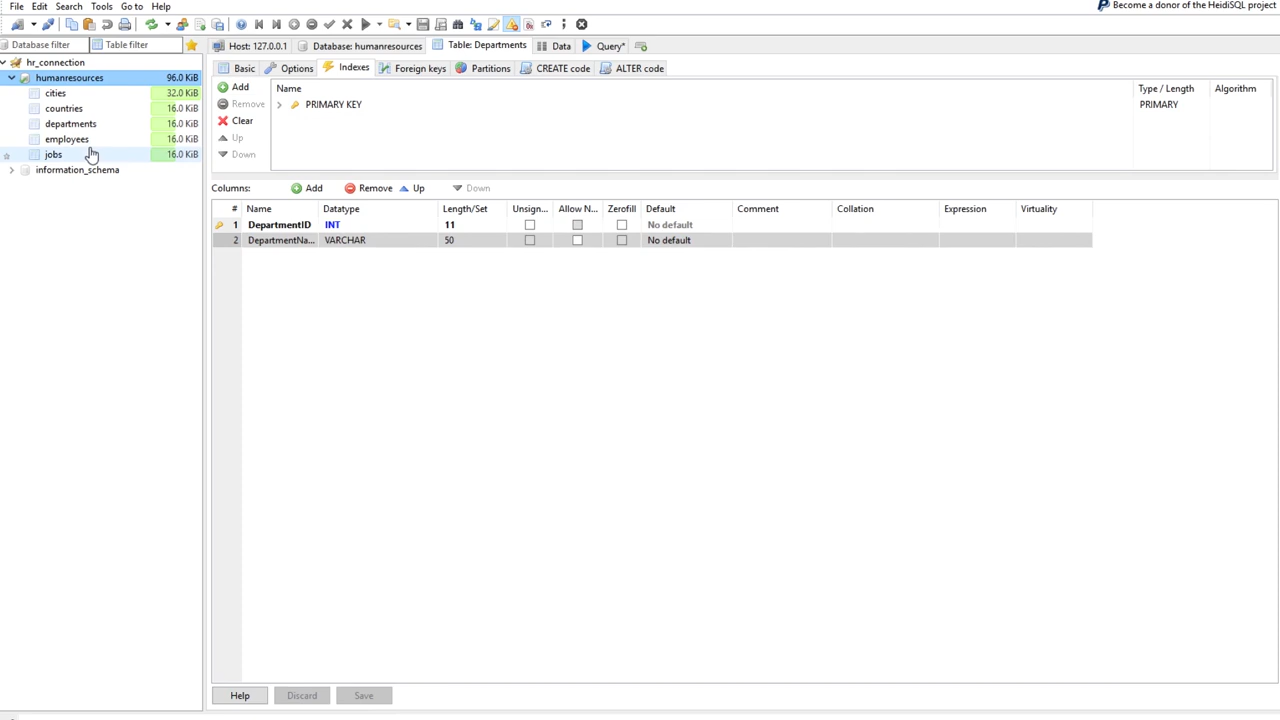 File Edit Search Tools Go to Help
Become a donor of the HeidiSQL project
Database filter Table filter Host: 127.0.0.1 Database: humanresources Table: Departments Data Query*
hr_connection
humanresources 96.0 KiB
cities 32.0 KiB
countries 16.0 KiB
departments 16.0 KiB
employees 16.0 KiB
jobs 16.0 KiB
information_schema
Basic Options Indexes Foreign keys Partitions CREATE code ALTER code
Add
Remove
Clear
Up
Down
Name Type / Length Algorithm
PRIMARY KEY PRIMARY
Columns: Add Remove Up Down
# Name Datatype Length/Set Unsign... Allow N... Zerofill Default Comment Collation Expression Virtuality
1 DepartmentID INT 11 No default
2 DepartmentNa... VARCHAR 50 No default
Help Discard Save